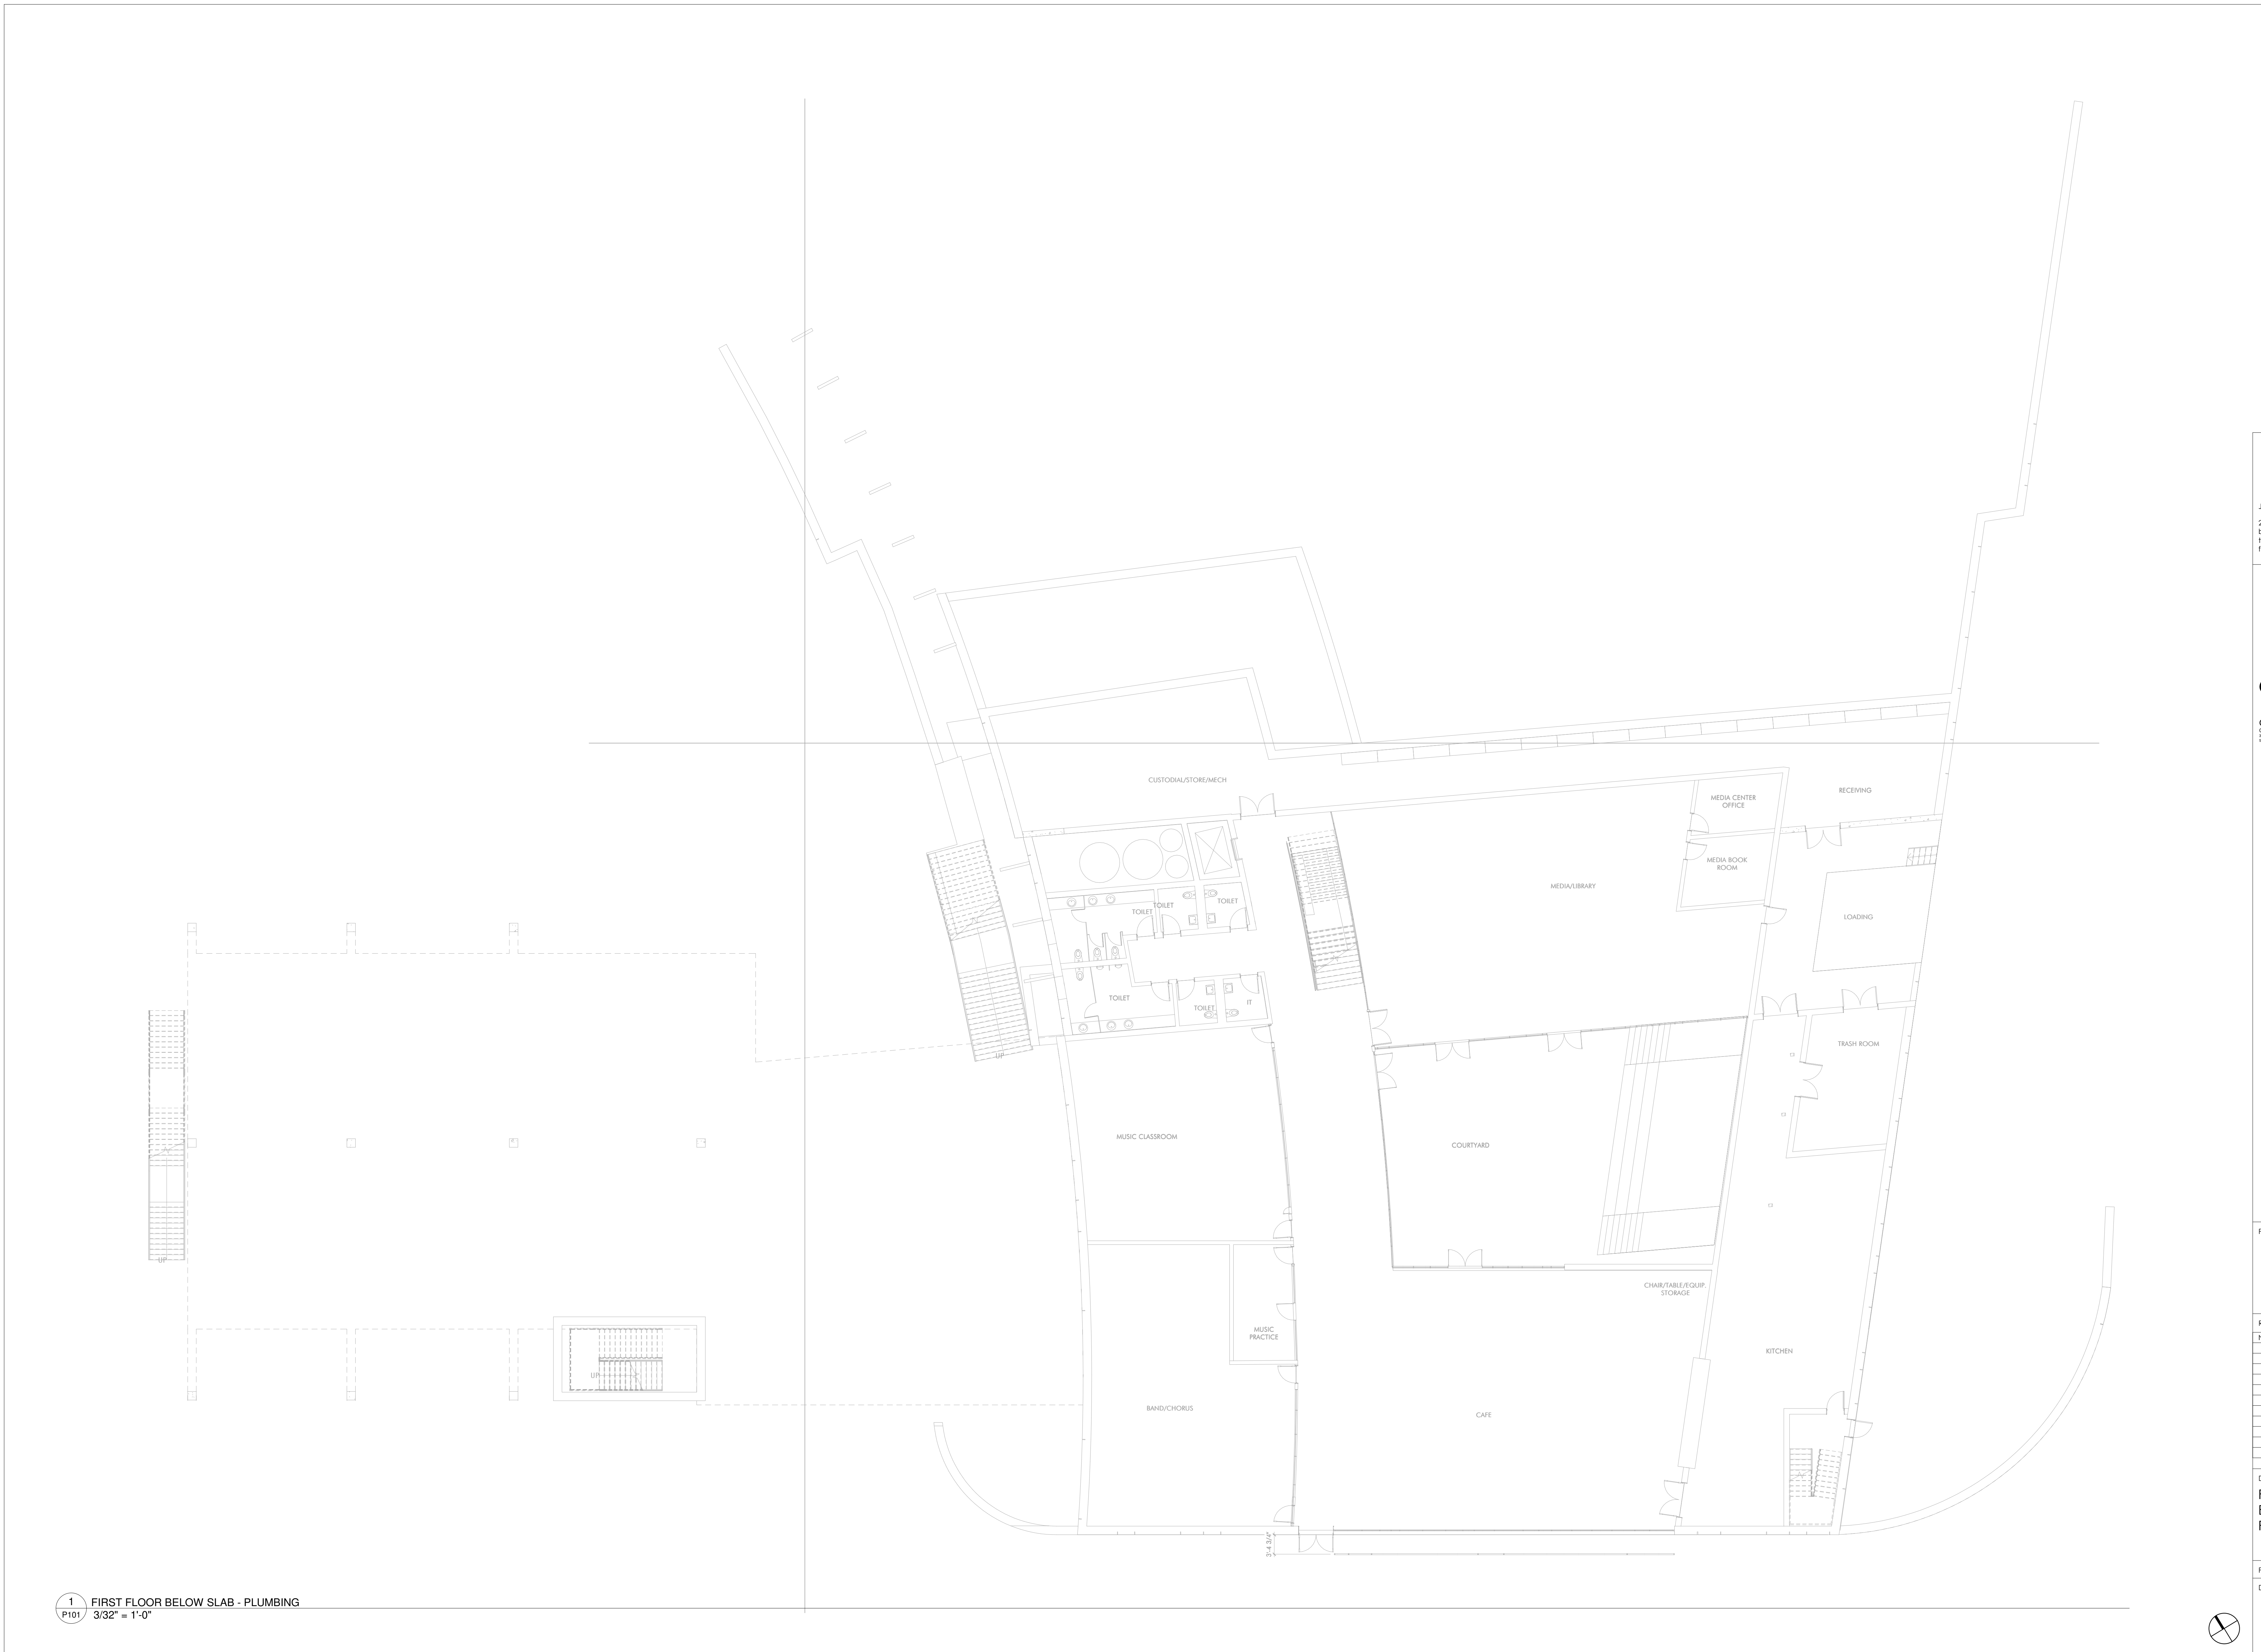 CUSTODIAL/STORE/MECH
MEDIA CENTER
OFFICE
RECEIVING
MEDIA BOOK
ROOM
MEDIA/LIBRARY
TOILET
TOILET
TOILET
LOADING
TOILET
TOILET
IT
TRASH ROOM
UP
MUSIC CLASSROOM
COURTYARD
UP
CHAIR/TABLE/EQUIP.
STORAGE
MUSIC
PRACTICE
KITCHEN
UP
BAND/CHORUS
CAFE
3'-4 3/4"
1
P101
FIRST FLOOR BELOW SLAB - PLUMBING
3/32" = 1'-0"